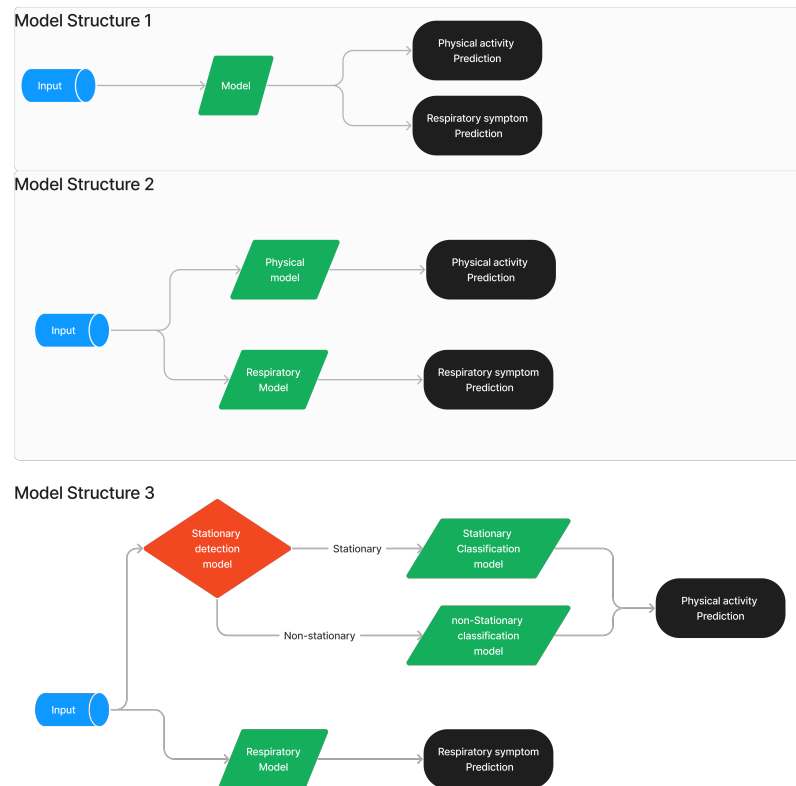 Model Structure 1
Input
Model
Physical activity
Prediction
Respiratory symptom
Prediction
Model Structure 2
Input
Physical
model
Physical activity
Prediction
Respiratory
Model
Respiratory symptom
Prediction
Model Structure 3
Input
Stationary
detection
model
Stationary
Stationary
Classification
model
Non-stationary
non-Stationary
classification
model
Physical activity
Prediction
Respiratory
Model
Respiratory symptom
Prediction